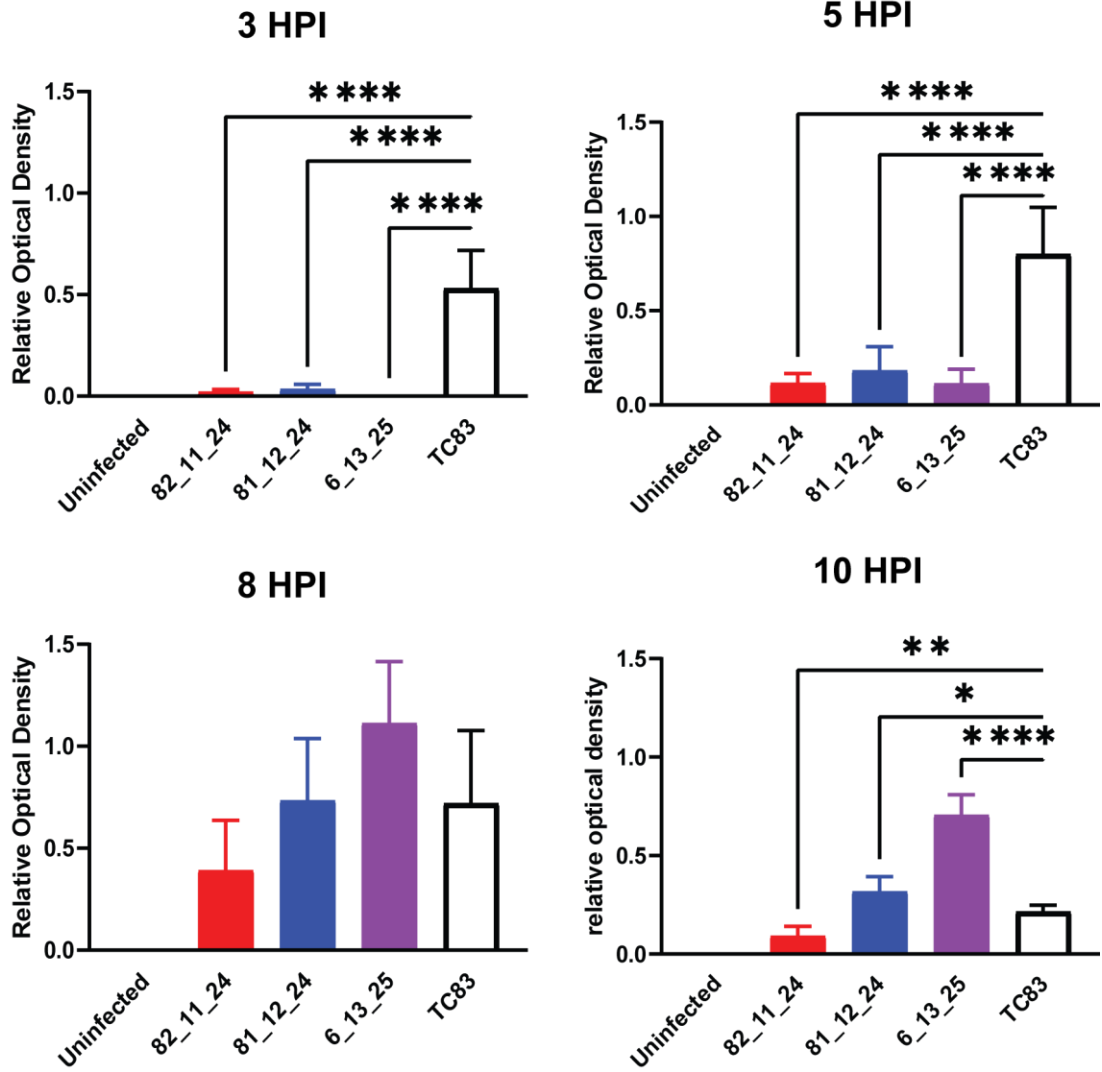 3 HPI
Relative Optical Density
1.5
1.0
0.5
0.0
****
****
****
Uninfected
82_11_24
81_12_24
6_13_25
TC83
5 HPI
Relative Optical Density
1.5
1.0
0.5
0.0
****
****
****
Uninfected
82_11_24
81_12_24
6_13_25
TC83
8 HPI
Relative Optical Density
1.5
1.0
0.5
0.0
Uninfected
82_11_24
81_12_24
6_13_25
TC83
10 HPI
relative optical density
1.5
1.0
0.5
0.0
**
*
****
Uninfected
82_11_24
81_12_24
6_13_25
TC83